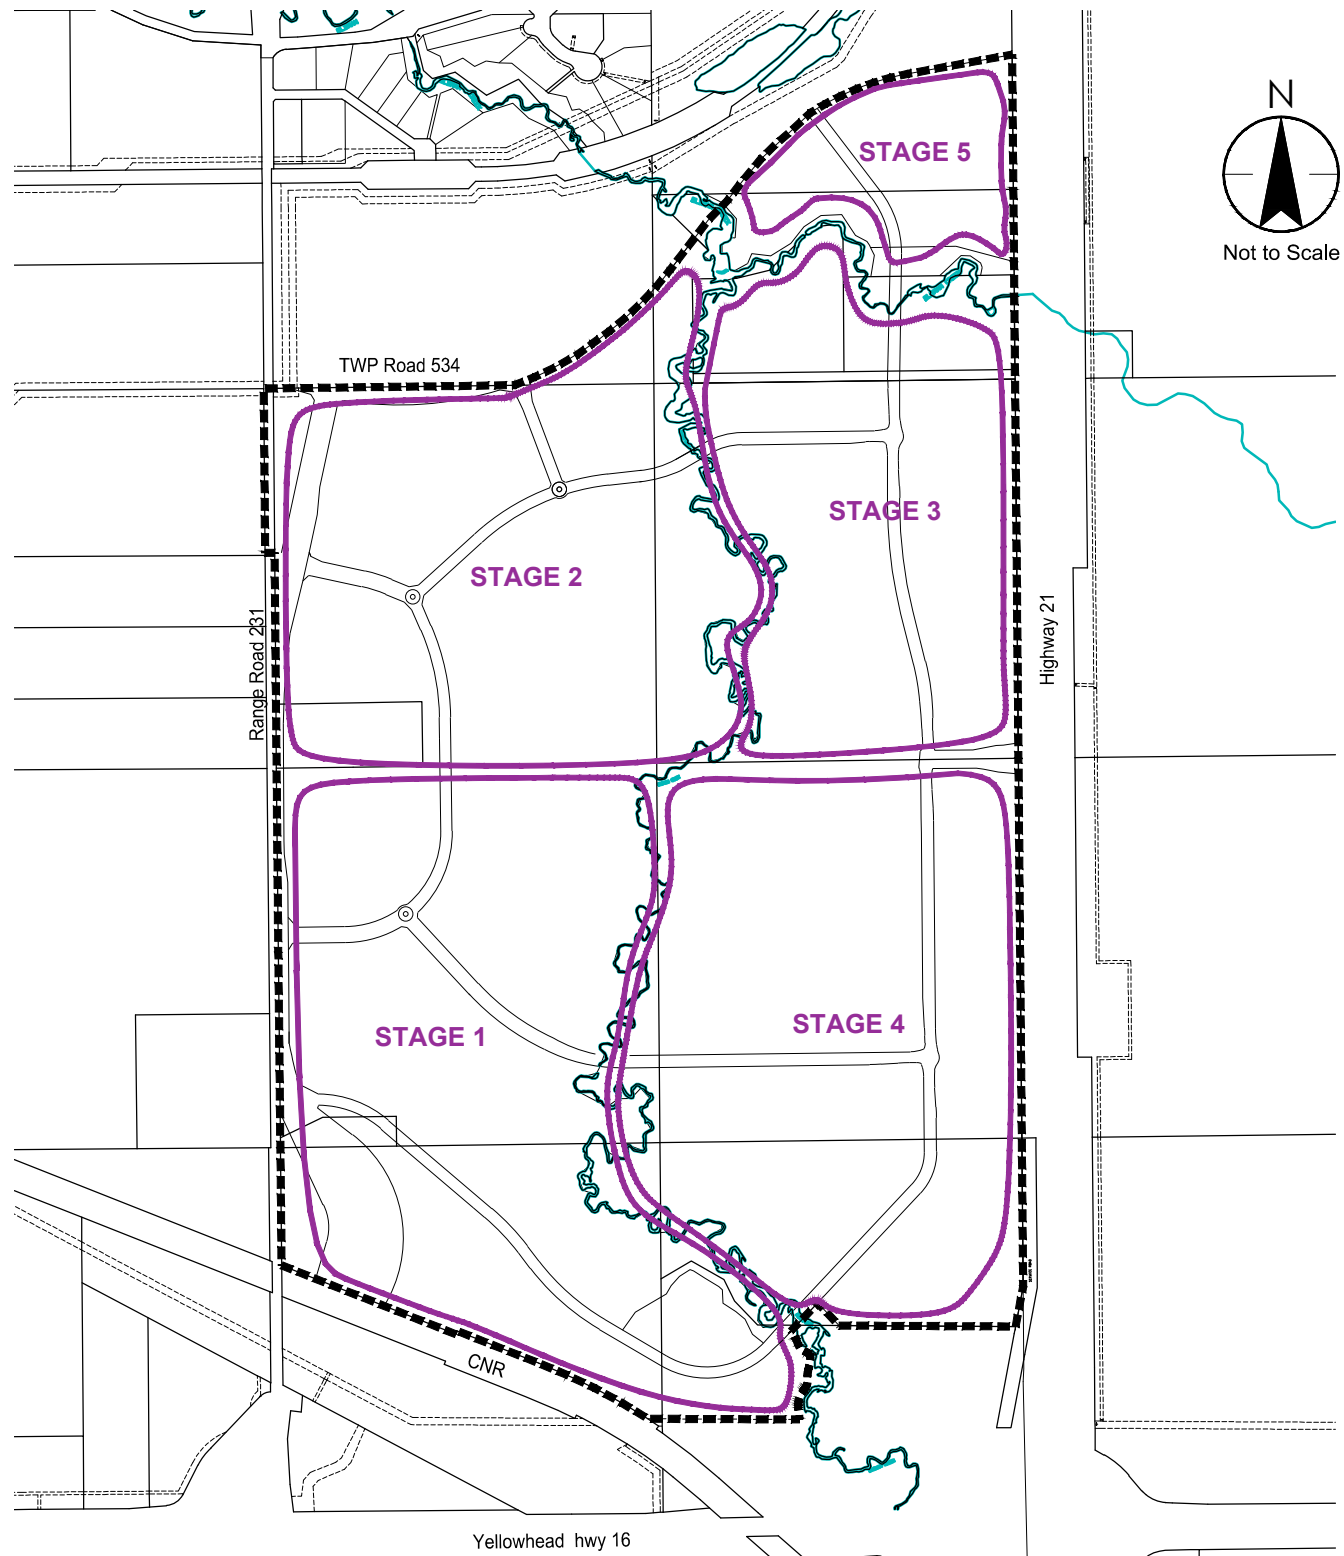 N
STAGE 5
Not to Scale
TWP Road 534
STAGE 3
STAGE 2
Range Road 231
Highway 21
STAGE 4
STAGE 1
CNR
Yellowhead hwy 16